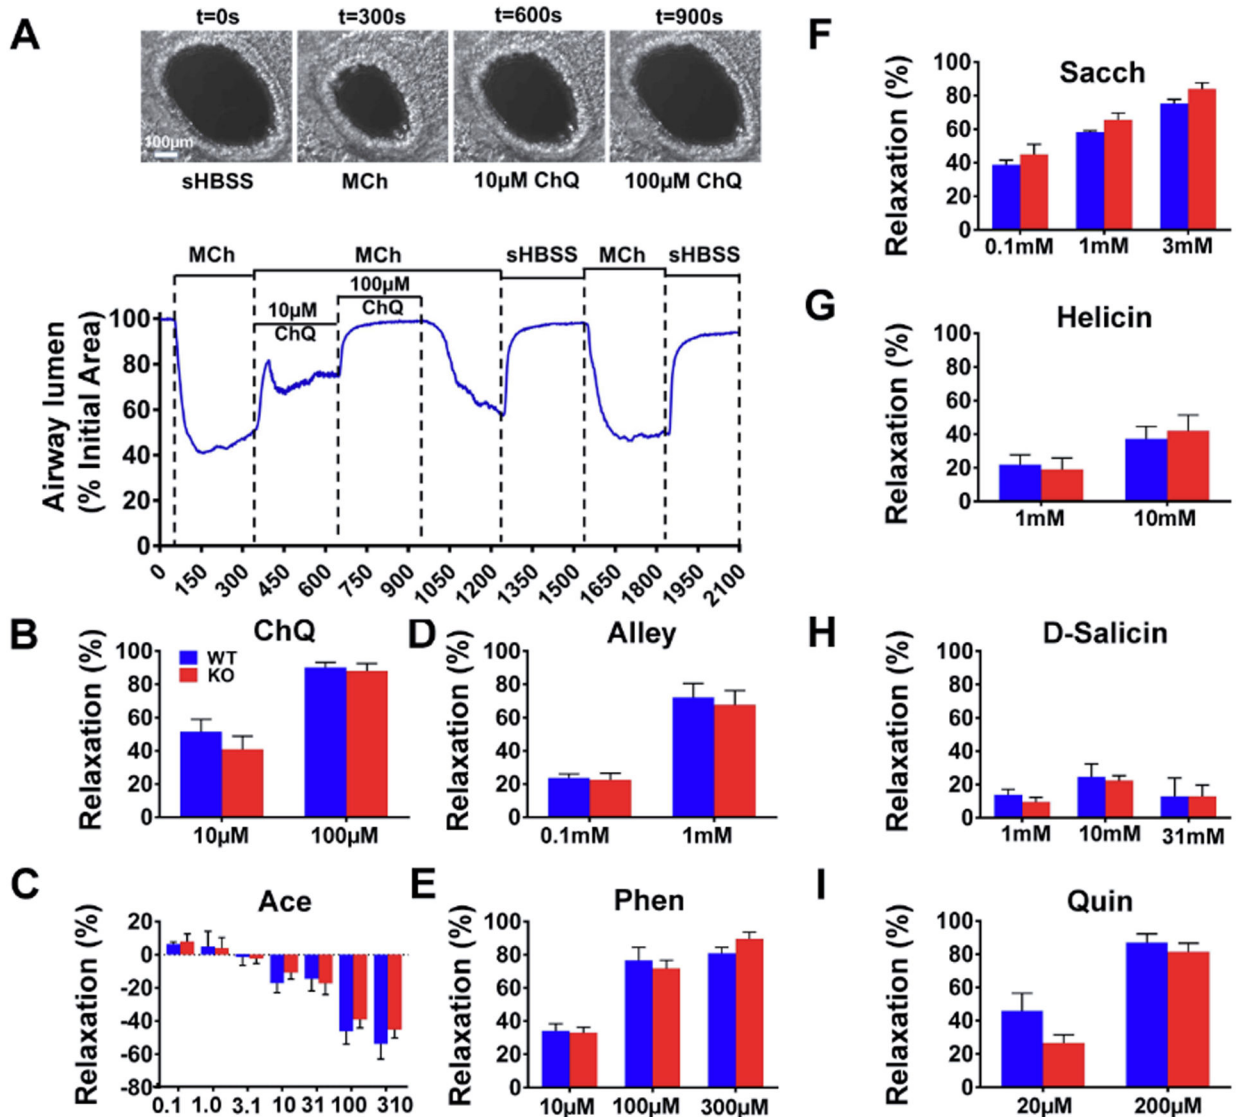 A
t=0s t=300s t=600s t=900s
100µm
sHBSS MCh 10µM ChQ 100µM ChQ
MCh MCh sHBSS MCh sHBSS
100µM
ChQ
10µM
ChQ
Airway lumen
(% Initial Area)
100
80
60
40
20
0
0 150 300 450 600 750 900 1050 1200 1350 1500 1650 1800 1950 2100
B
ChQ
Relaxation (%)
100
80
60
40
20
0
WT
KO
10µM 100µM
C
Ace
Relaxation (%)
20
0
-20
-40
-60
-80
0.1 1.0 3.1 10 31 100 310
D
Alley
Relaxation (%)
100
80
60
40
20
0
0.1mM 1mM
E
Phen
Relaxation (%)
100
80
60
40
20
0
10µM 100µM 300µM
F
Sacch
Relaxation (%)
100
80
60
40
20
0
0.1mM 1mM 3mM
G
Helicin
Relaxation (%)
100
80
60
40
20
0
1mM 10mM
H
D-Salicin
Relaxation (%)
100
80
60
40
20
0
1mM 10mM 31mM
I
Quin
Relaxation (%)
100
80
60
40
20
0
20µM 200µM